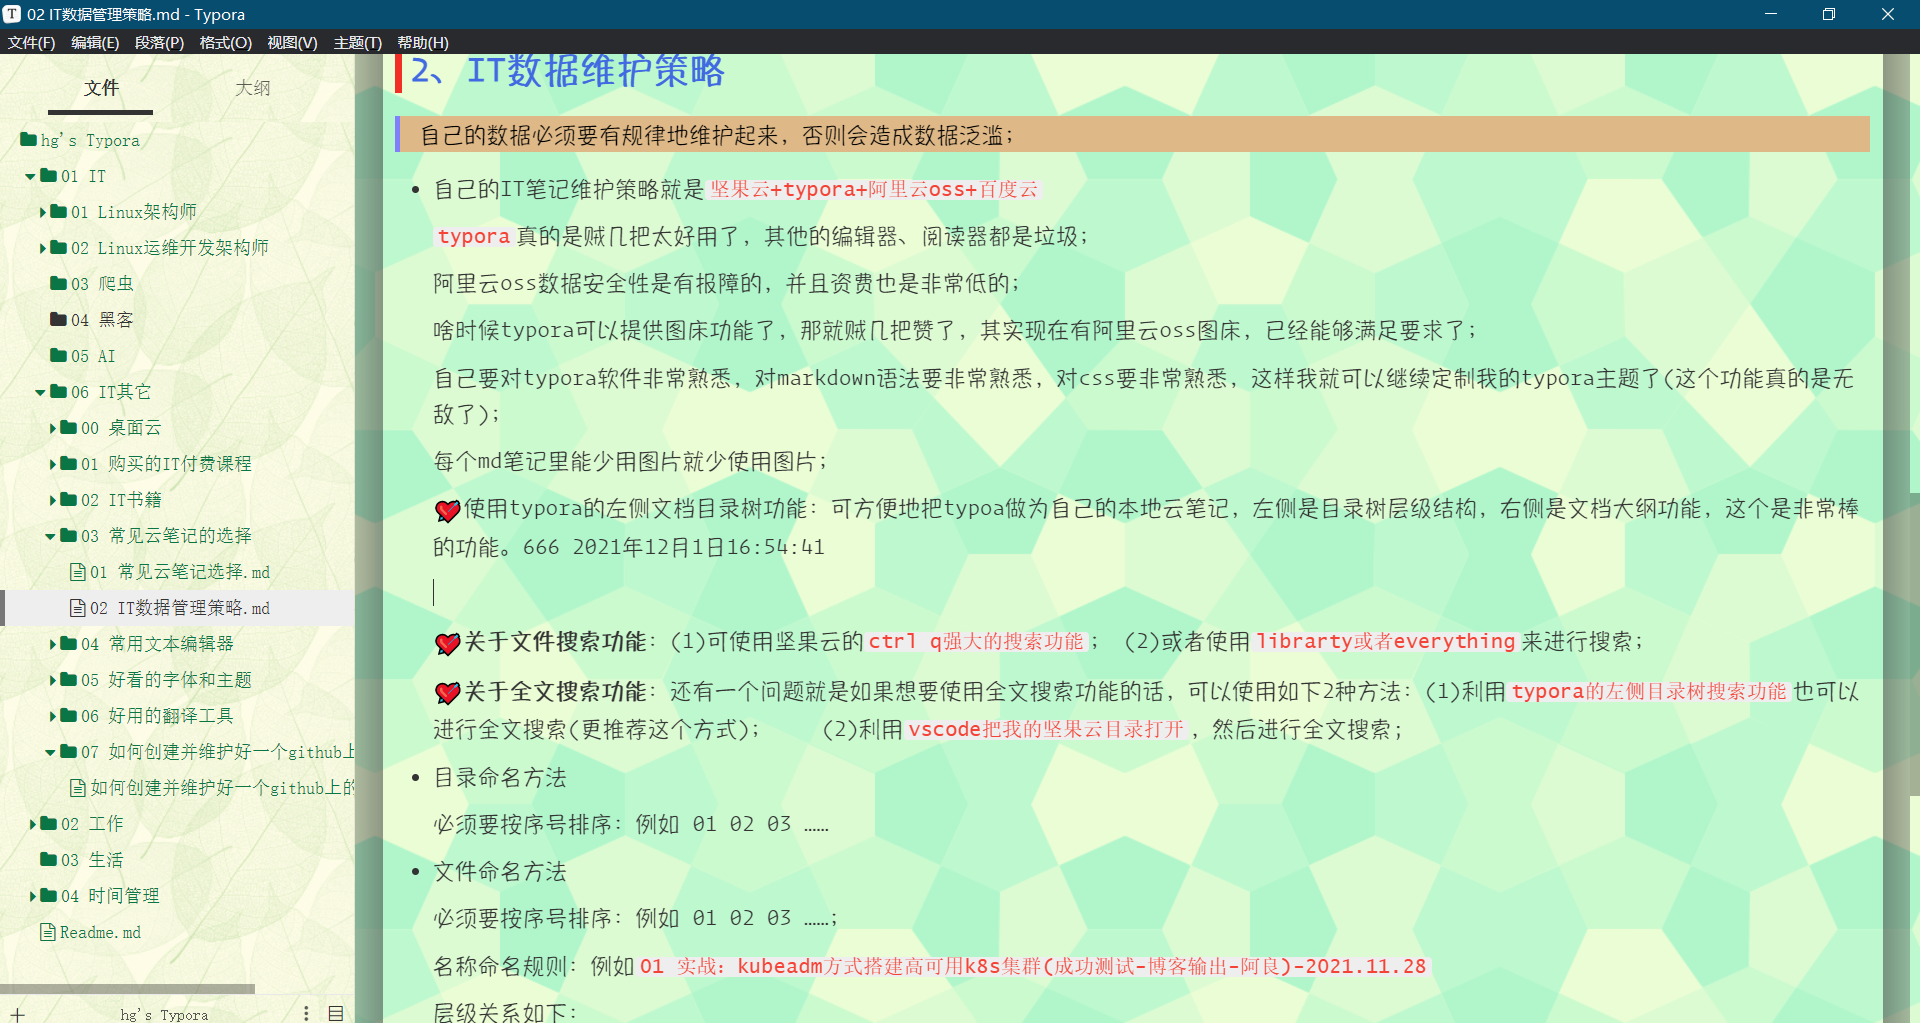 02 IT数据管理策略.md - Typora
文件(F) 编辑(E) 段落(P) 格式(O) 视图(V) 主题(T) 帮助(H)
文件 大纲
hg's Typora
01 IT
01 Linux架构师
02 Linux运维开发架构师
03 爬虫
04 黑客
05 AI
06 IT其它
00 桌面云
01 购买的IT付费课程
02 IT书籍
03 常见云笔记的选择
01 常见云笔记选择.md
02 IT数据管理策略.md
04 常用文本编辑器
05 好看的字体和主题
06 好用的翻译工具
07 如何创建并维护好一个github上
如何创建并维护好一个github上的
02 工作
03 生活
04 时间管理
Readme.md
hg's Typora
2、IT数据维护策略
自己的数据必须要有规律地维护起来，否则会造成数据泛滥；
自己的IT笔记维护策略就是坚果云+typora+阿里云oss+百度云
typora真的是贼几把太好用了，其他的编辑器、阅读器都是垃圾；
阿里云oss数据安全性是有报障的，并且资费也是非常低的；
啥时候typora可以提供图床功能了，那就贼几把赞了，其实现在有阿里云oss图床，已经能够满足要求了；
自己要对typora软件非常熟悉，对markdown语法要非常熟悉，对css要非常熟悉，这样我就可以继续定制我的typora主题了(这个功能真的是无
敌了)；
每个md笔记里能少用图片就少使用图片；
💘使用typora的左侧文档目录树功能：可方便地把typoa做为自己的本地云笔记，左侧是目录树层级结构，右侧是文档大纲功能，这个是非常棒
的功能。666 2021年12月1日16:54:41
💘关于文件搜索功能：(1)可使用坚果云的ctrl q强大的搜索功能； (2)或者使用librarty或者everything来进行搜索；
💘关于全文搜索功能：还有一个问题就是如果想要使用全文搜索功能的话，可以使用如下2种方法：(1)利用typora的左侧目录树搜索功能也可以
进行全文搜索(更推荐这个方式)； (2)利用vscode把我的坚果云目录打开，然后进行全文搜索；
目录命名方法
必须要按序号排序：例如 01 02 03 ……
文件命名方法
必须要按序号排序：例如 01 02 03 ……；
名称命名规则：例如01 实战：kubeadm方式搭建高可用k8s集群(成功测试-博客输出-阿良)-2021.11.28
层级关系如下：